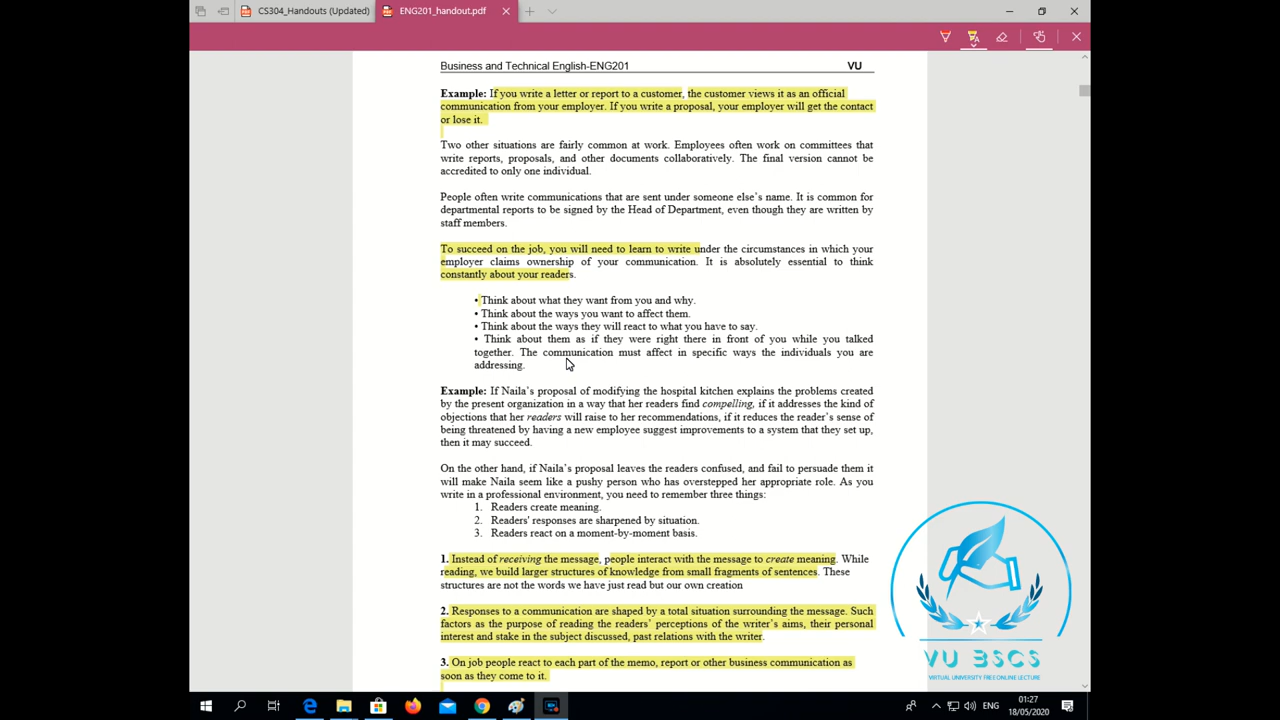 CS304_Handouts (Updated)
ENG201_handout.pdf
Business and Technical English-ENG201 VU
Example: If you write a letter or report to a customer, the customer views it as an official
communication from your employer. If you write a proposal, your employer will get the contact
or lose it.
Two other situations are fairly common at work. Employees often work on committees that
write reports, proposals, and other documents collaboratively. The final version cannot be
accredited to only one individual.
People often write communications that are sent under someone else's name. It is common for
departmental reports to be signed by the Head of Department, even though they are written by
staff members.
To succeed on the job, you will need to learn to write under the circumstances in which your
employer claims ownership of your communication. It is absolutely essential to think
constantly about your readers.
• Think about what they want from you and why.
• Think about the ways you want to affect them.
• Think about the ways they will react to what you have to say.
• Think about them as if they were right there in front of you while you talked
together. The communication must affect in specific ways the individuals you are
addressing.
Example: If Naila's proposal of modifying the hospital kitchen explains the problems created
by the present organization in a way that her readers find compelling, if it addresses the kind of
objections that her readers will raise to her recommendations, if it reduces the reader's sense of
being threatened by having a new employee suggest improvements to a system that they set up,
then it may succeed.
On the other hand, if Naila's proposal leaves the readers confused, and fail to persuade them it
will make Naila seem like a pushy person who has overstepped her appropriate role. As you
write in a professional environment, you need to remember three things:
1. Readers create meaning.
2. Readers' responses are sharpened by situation.
3. Readers react on a moment-by-moment basis.
1. Instead of receiving the message, people interact with the message to create meaning. While
reading, we build larger structures of knowledge from small fragments of sentences. These
structures are not the words we have just read but our own creation
2. Responses to a communication are shaped by a total situation surrounding the message. Such
factors as the purpose of reading the readers' perceptions of the writer's aims, their personal
interest and stake in the subject discussed, past relations with the writer.
3. On job people react to each part of the memo, report or other business communication as
soon as they come to it.
VU BSCS
VIRTUAL UNIVERSITY FREE ONLINE LECTURE
ENG
01:27
18/05/2020